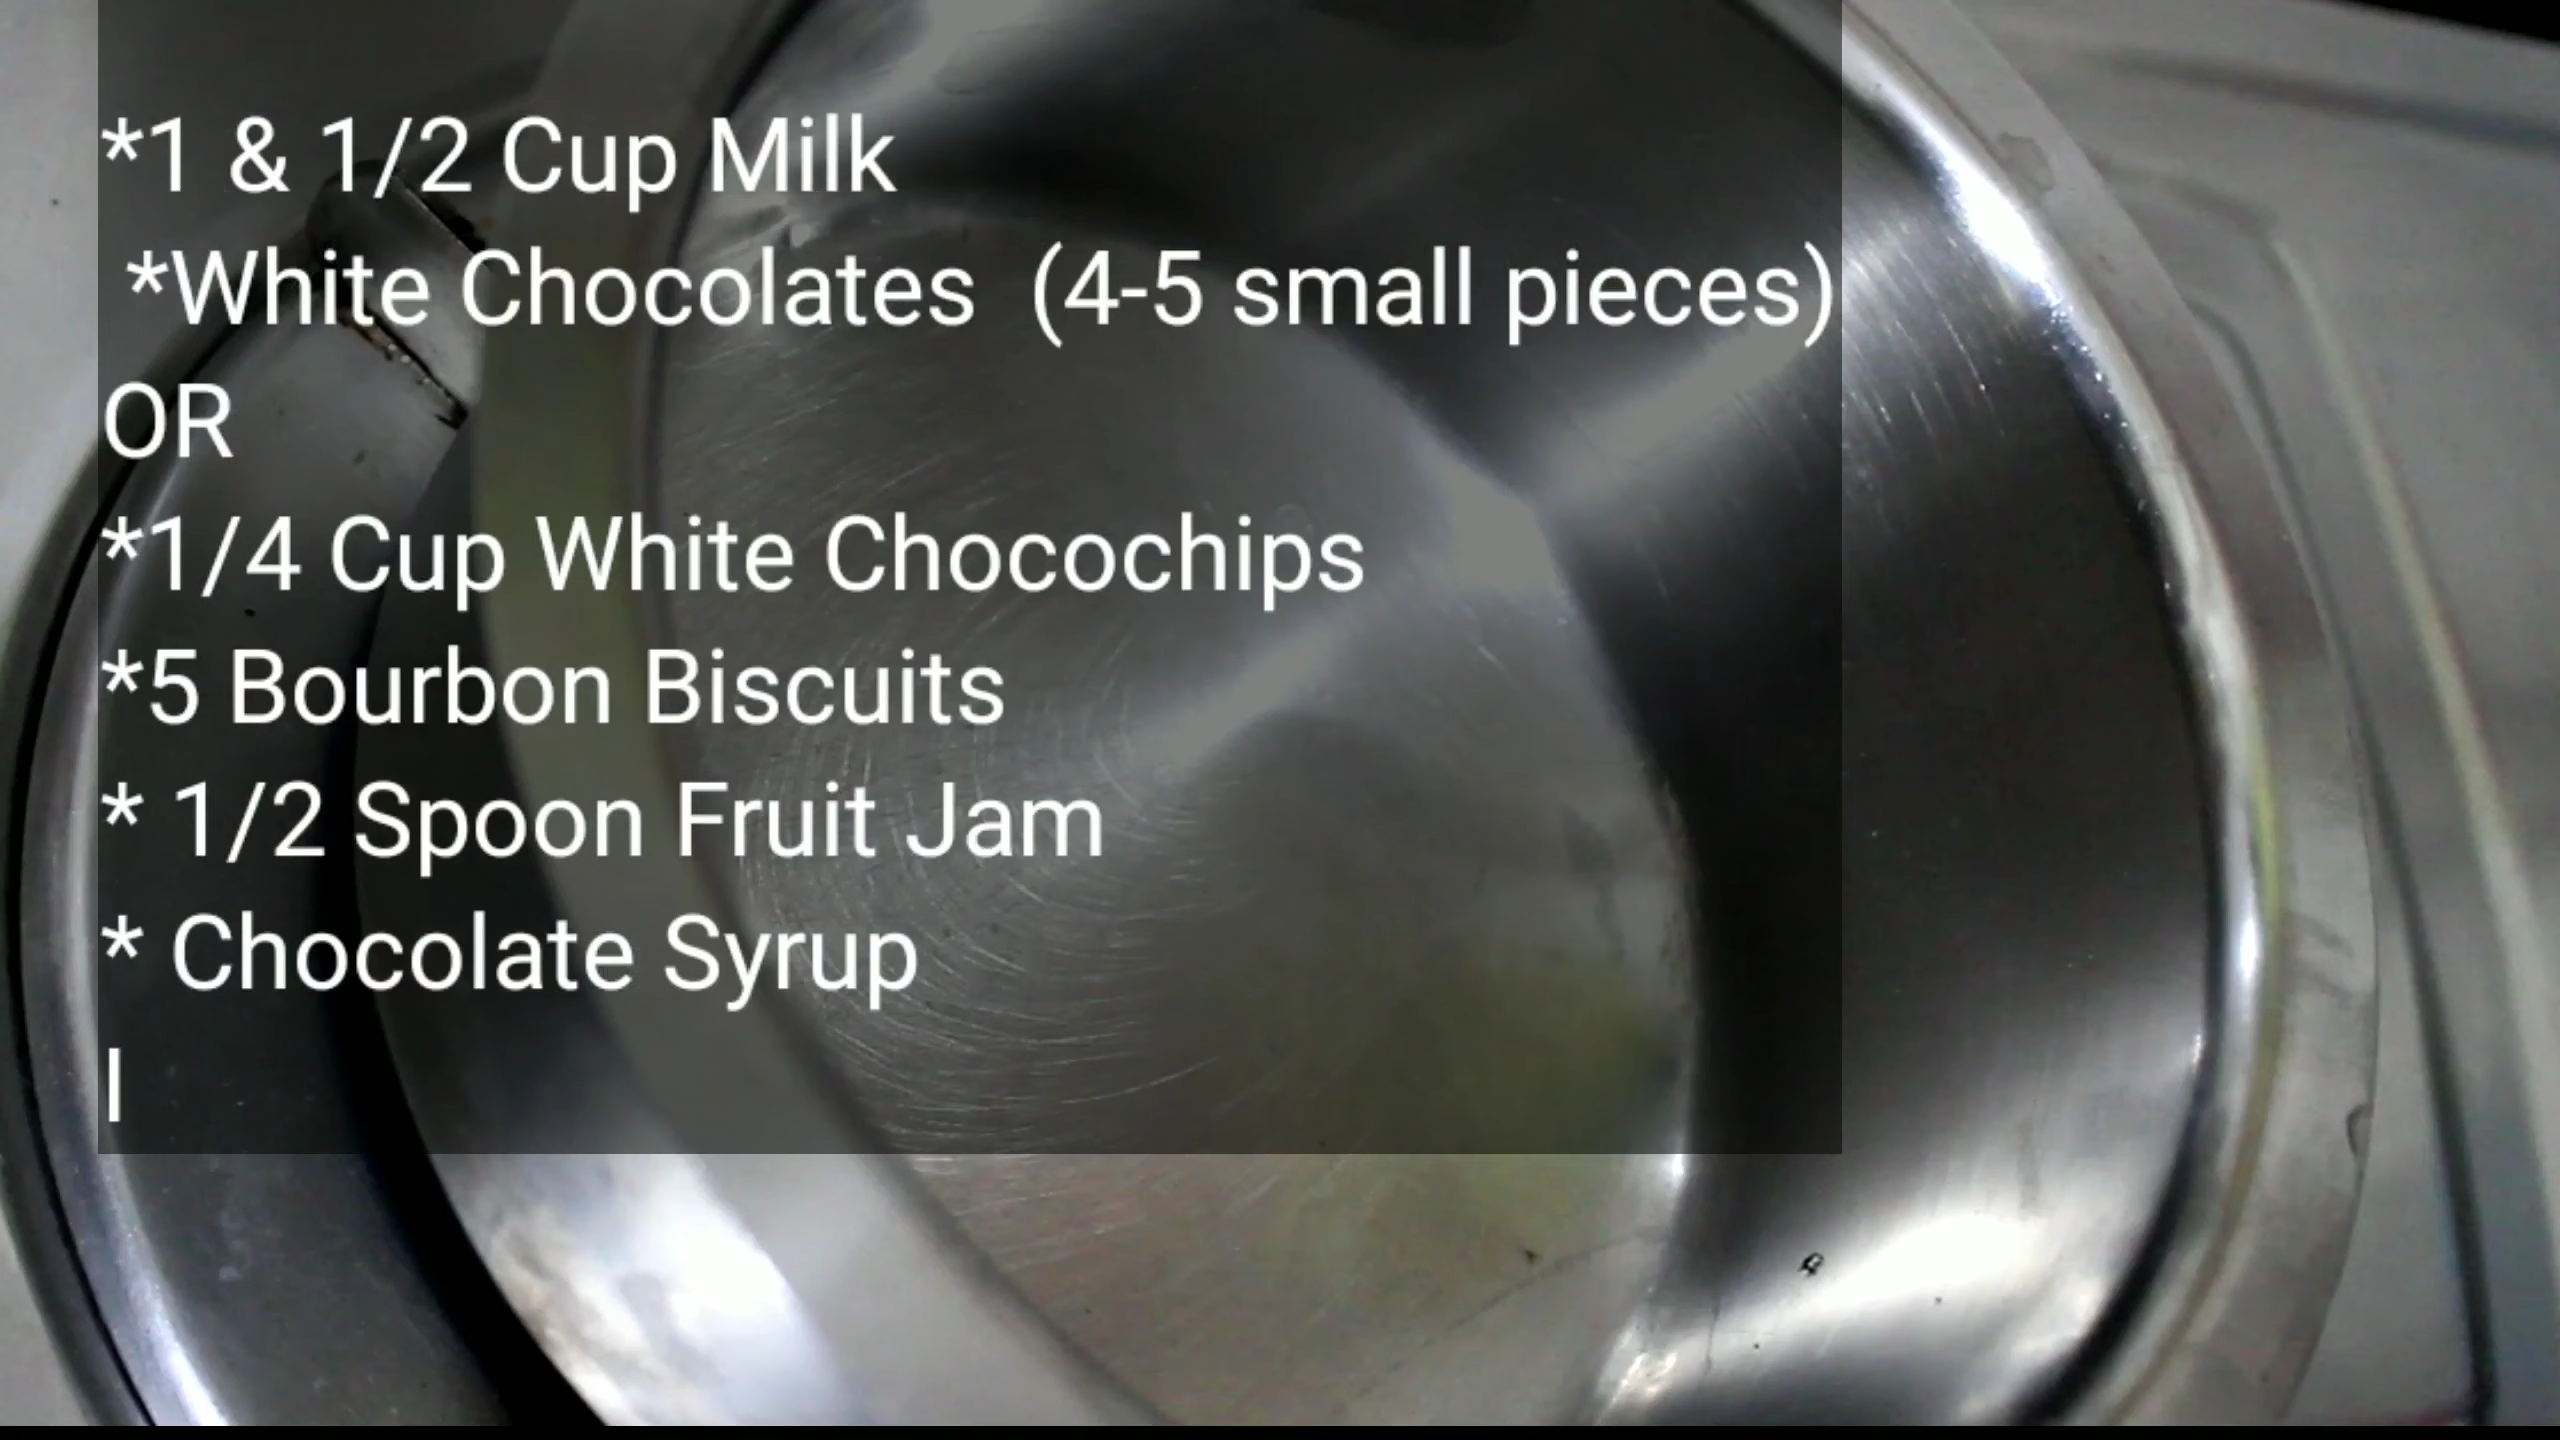 *1 & 1/2 Cup Milk
*White Chocolates (4-5 small pieces)
OR
*1/4 Cup White Chocochips
*5 Bourbon Biscuits
* 1/2 Spoon Fruit Jam
* Chocolate Syrup
|